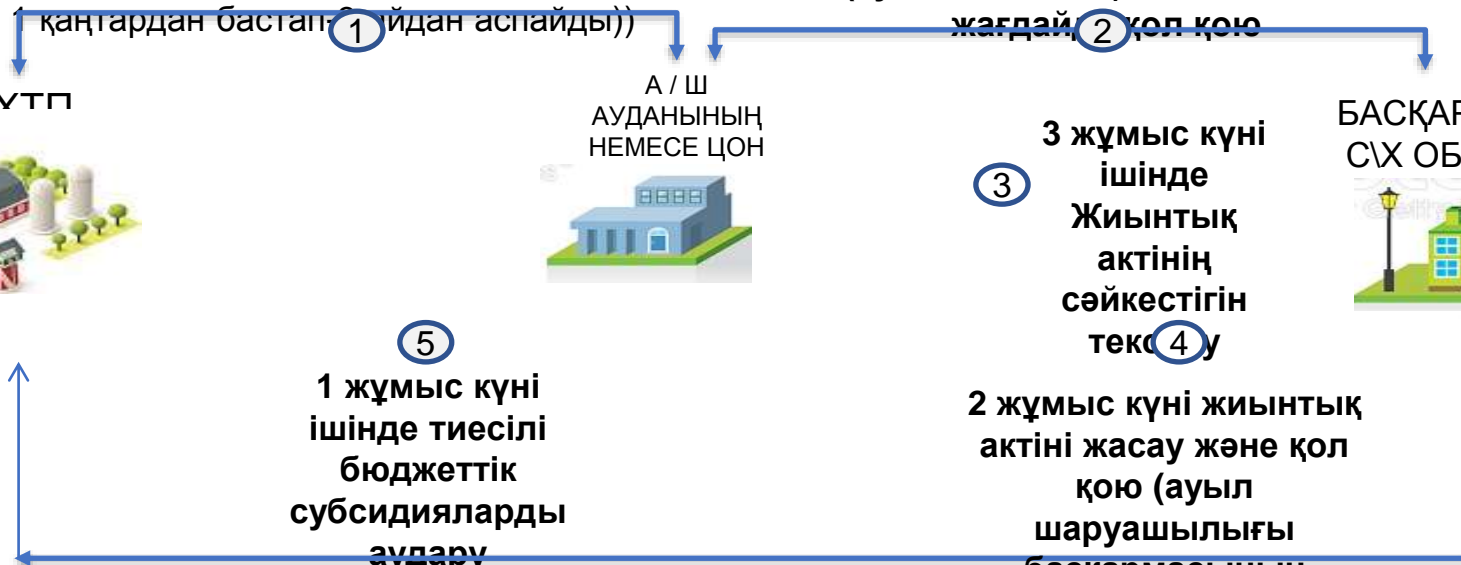 1 қаңтардан бастап аспайды))
1
жағдай қол қою
2
А / Ш
АУДАНЫНЫҢ
НЕМЕСЕ ЦОН
3
3 жұмыс күні
ішінде
Жиынтық
актінің
сәйкестігін
4
С\Х
5
1 жұмыс күні
ішінде тиесілі
бюджеттік
субсидияларды
аудару
2 жұмыс күні жиынтық
актіні жасау және қол
қою (ауыл
шаруашылығы